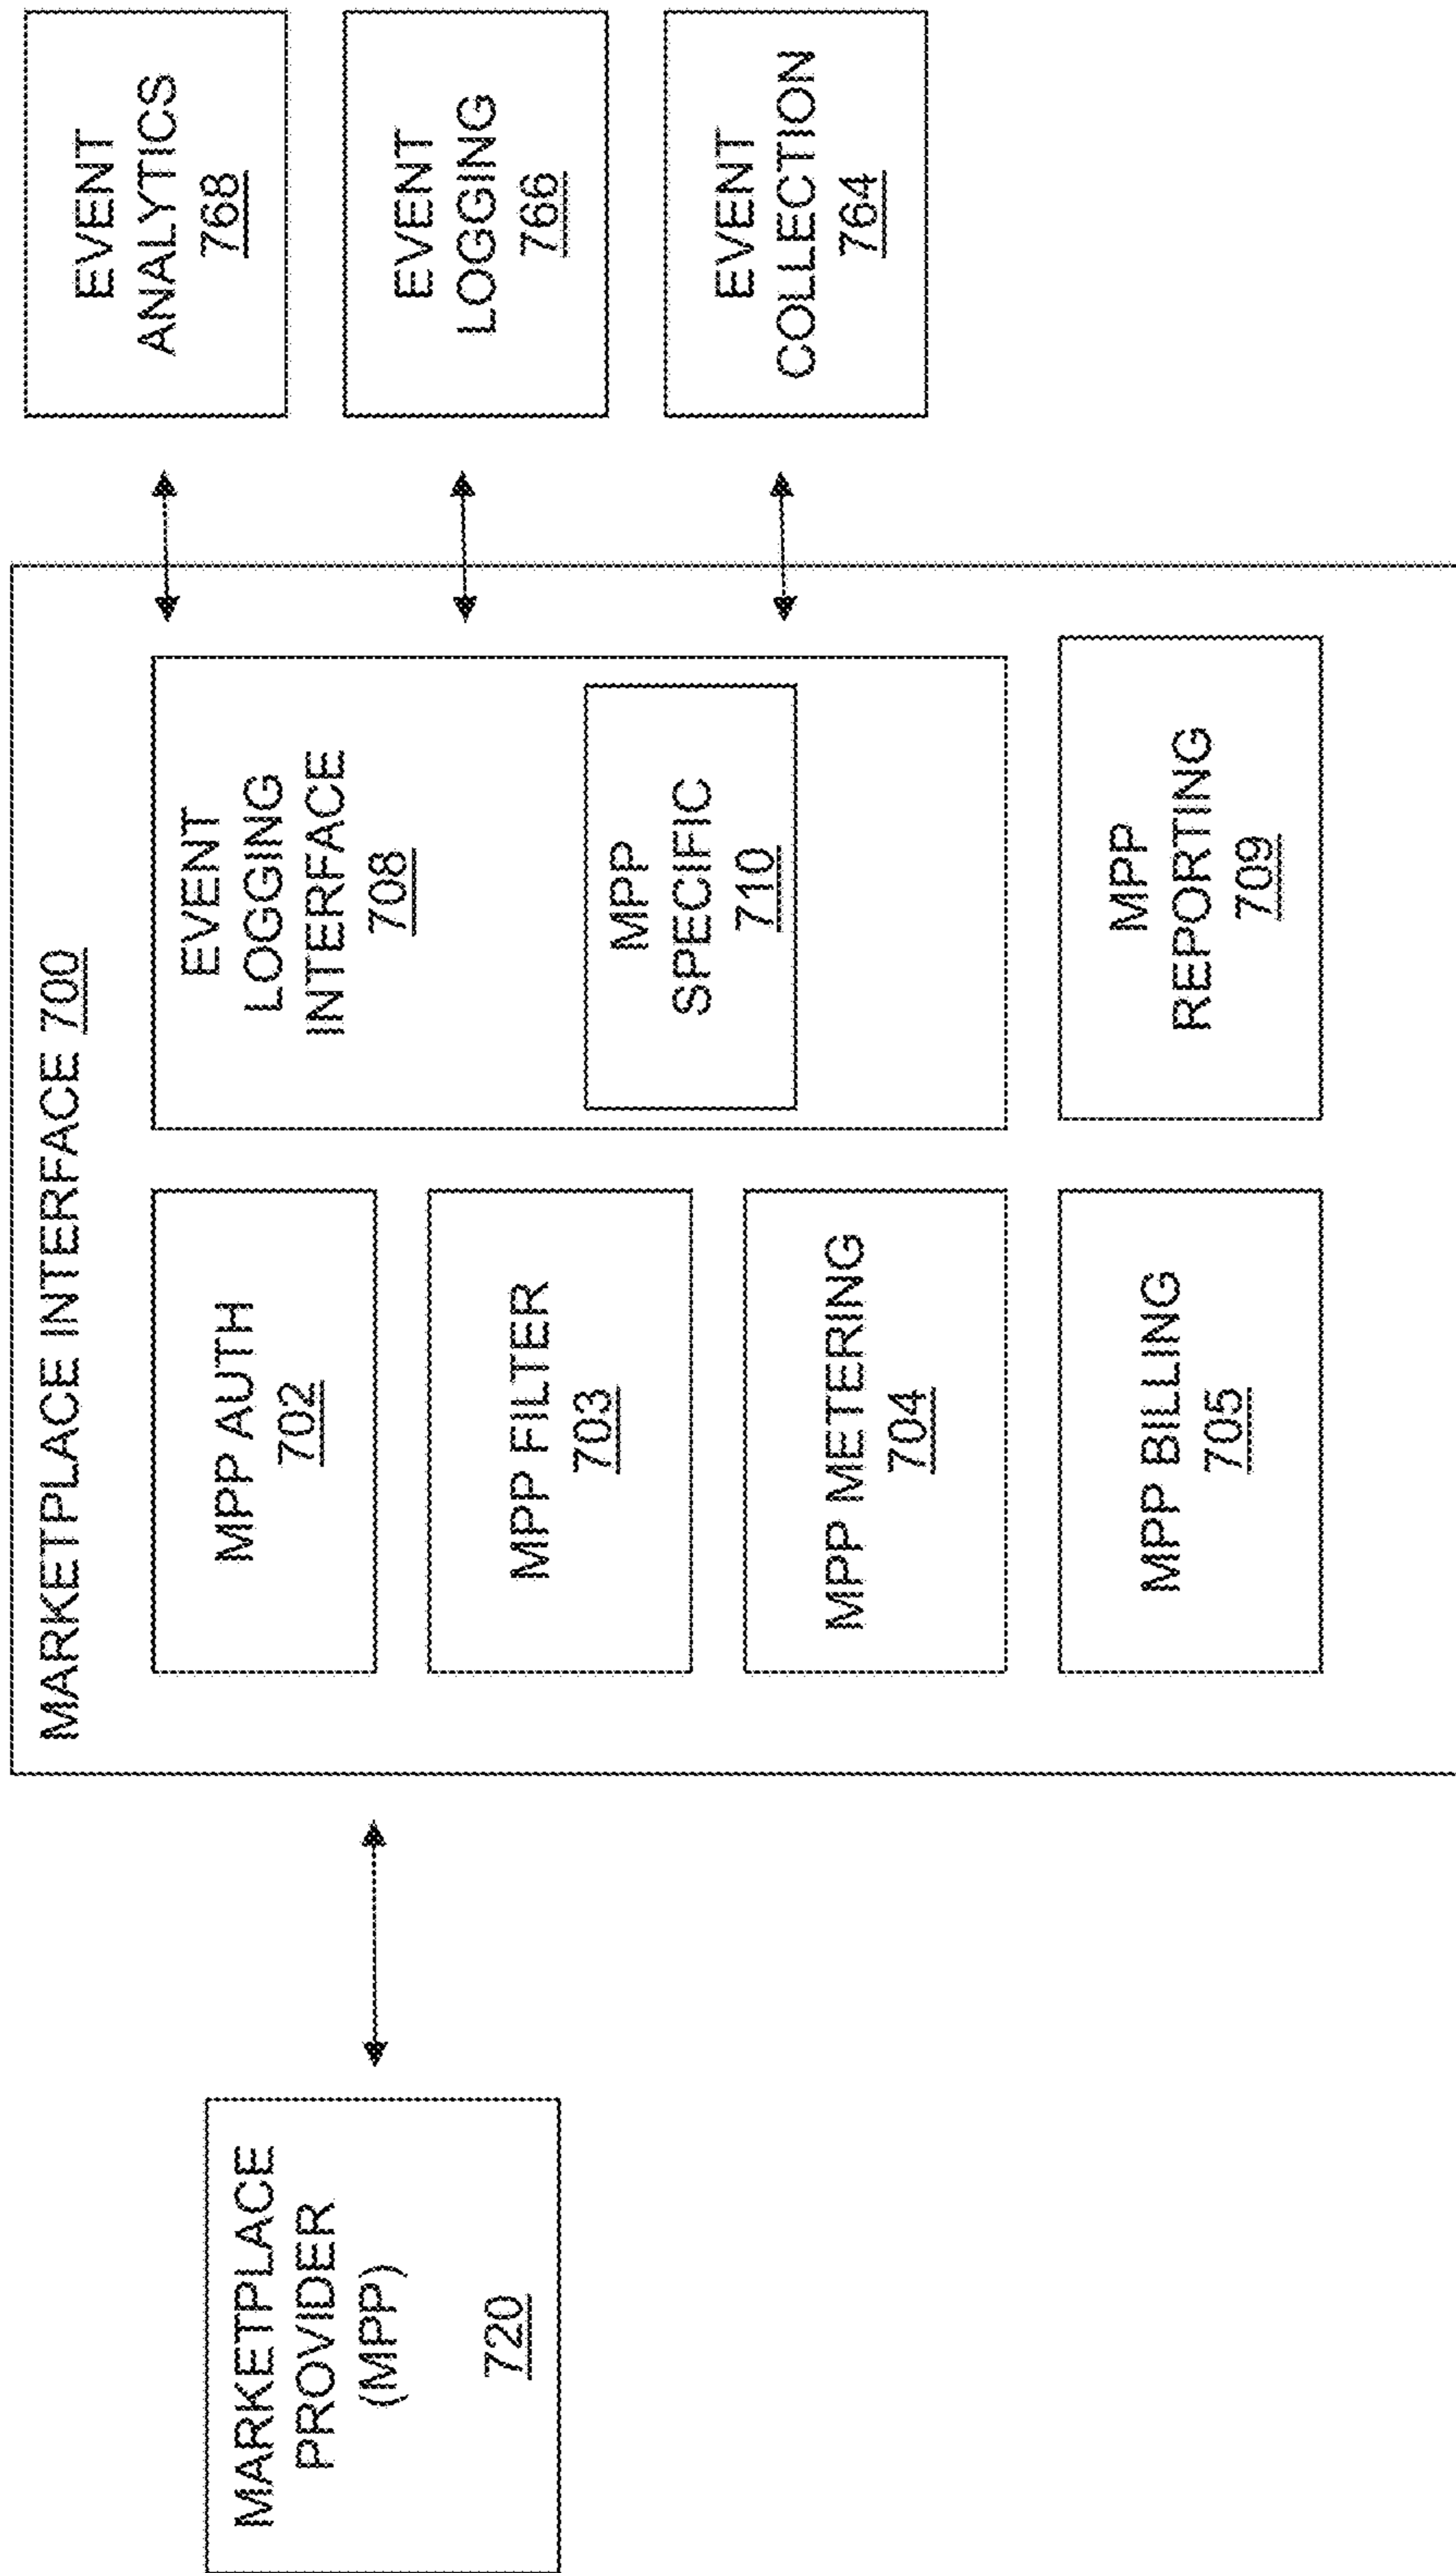 MARKETPLACE
PROVIDER
(MPP)
720
MARKETPLACE INTERFACE 700
MPP AUTH
702
MPP FILTER
703
MPP METERING
704
MPP BILLING
705
EVENT
LOGGING
INTERFACE
708
MPP
SPECIFIC
710
MPP
REPORTING
709
EVENT
ANALYTICS
768
EVENT
LOGGING
766
EVENT
COLLECTION
764